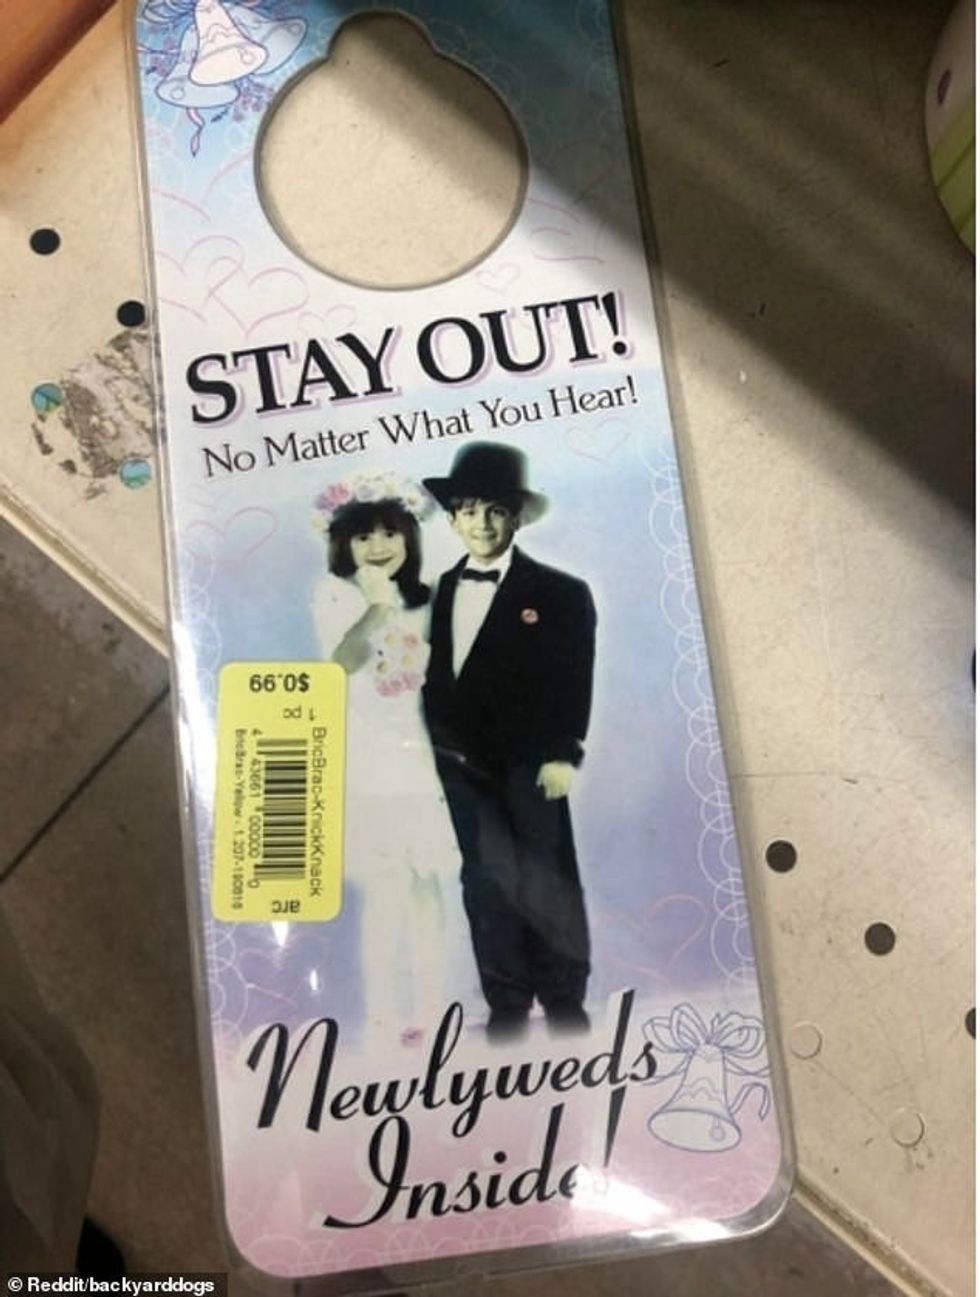 STAY OUT!
No Matter What You Hear!
$0.99
1 pc
BricBrac-KnickKnack
arc
Newlyweds
Inside!
© Reddit/backyarddogs